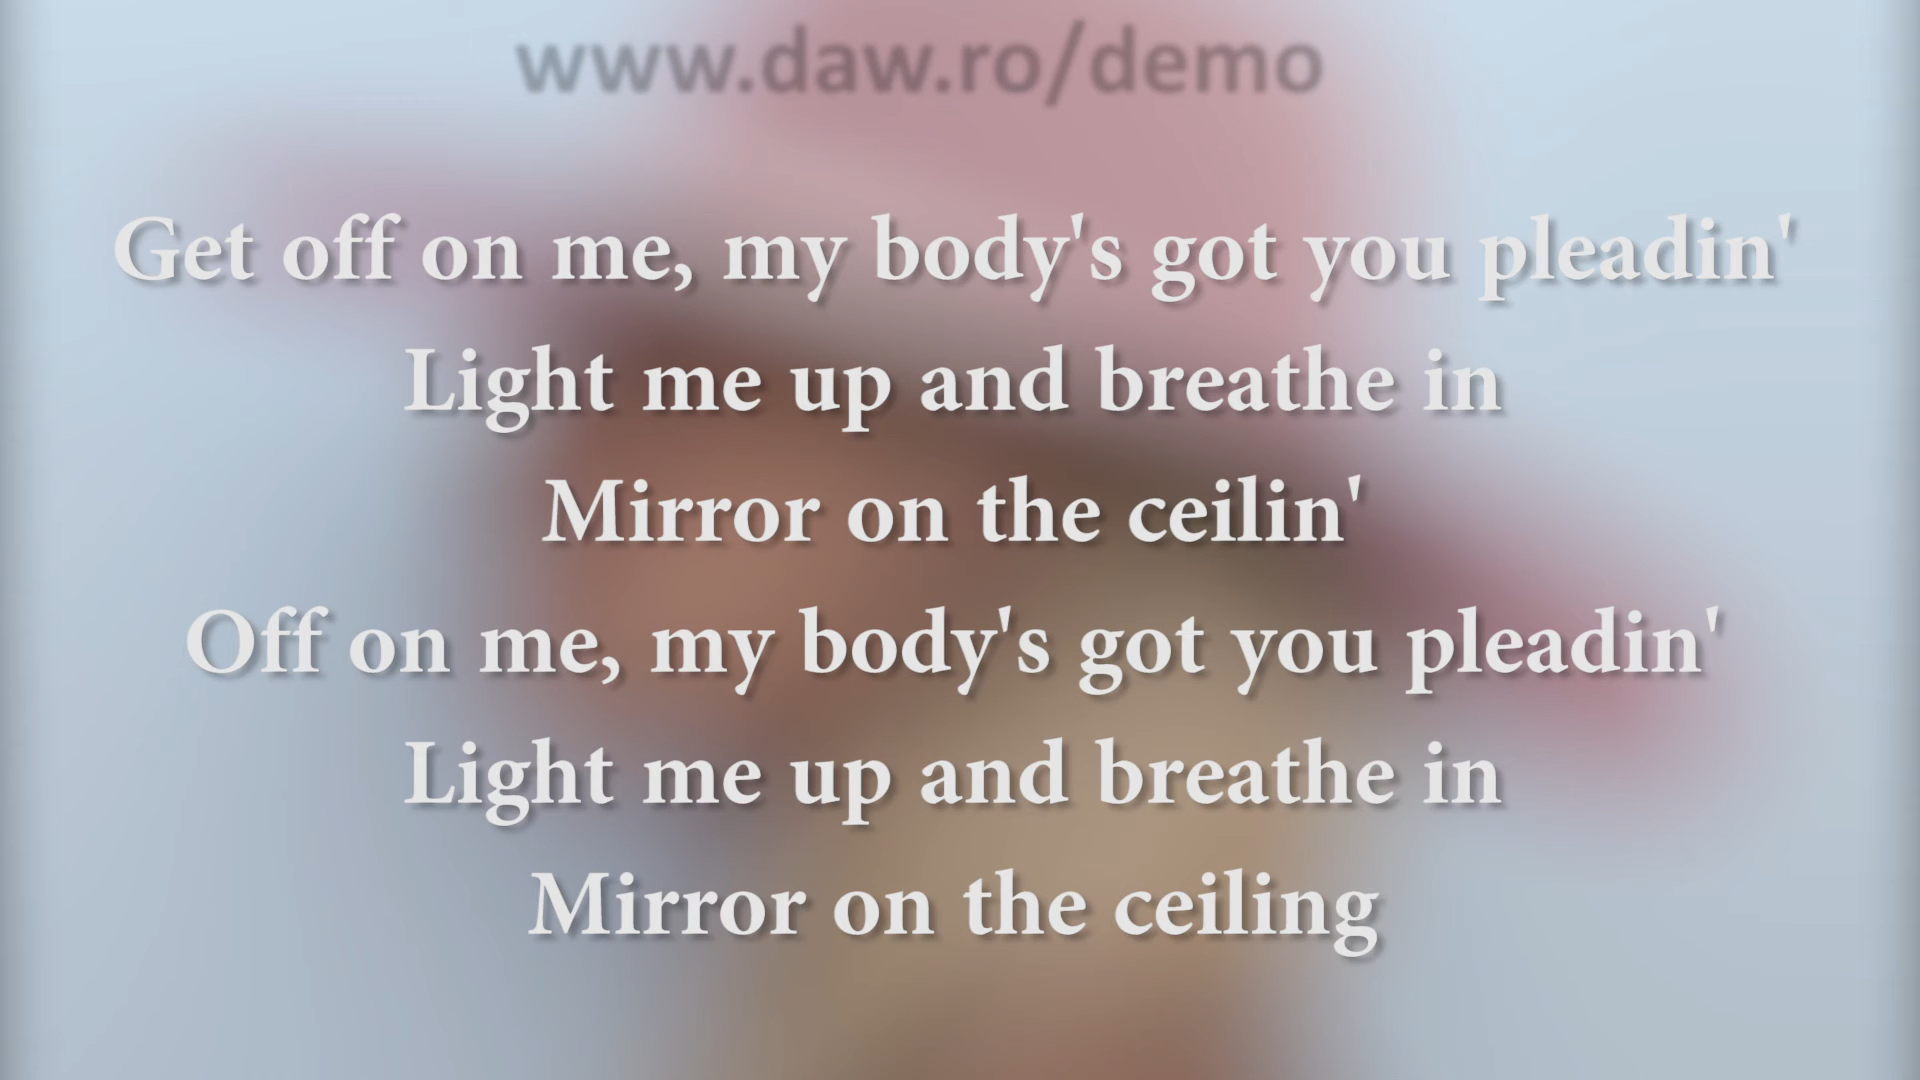 www.daw.ro/demo
Get off on me, my body's got you pleadin'
Light me up and breathe in
Mirror on the ceilin'
Off on me, my body's got you pleadin'
Light me up and breathe in
Mirror on the ceiling